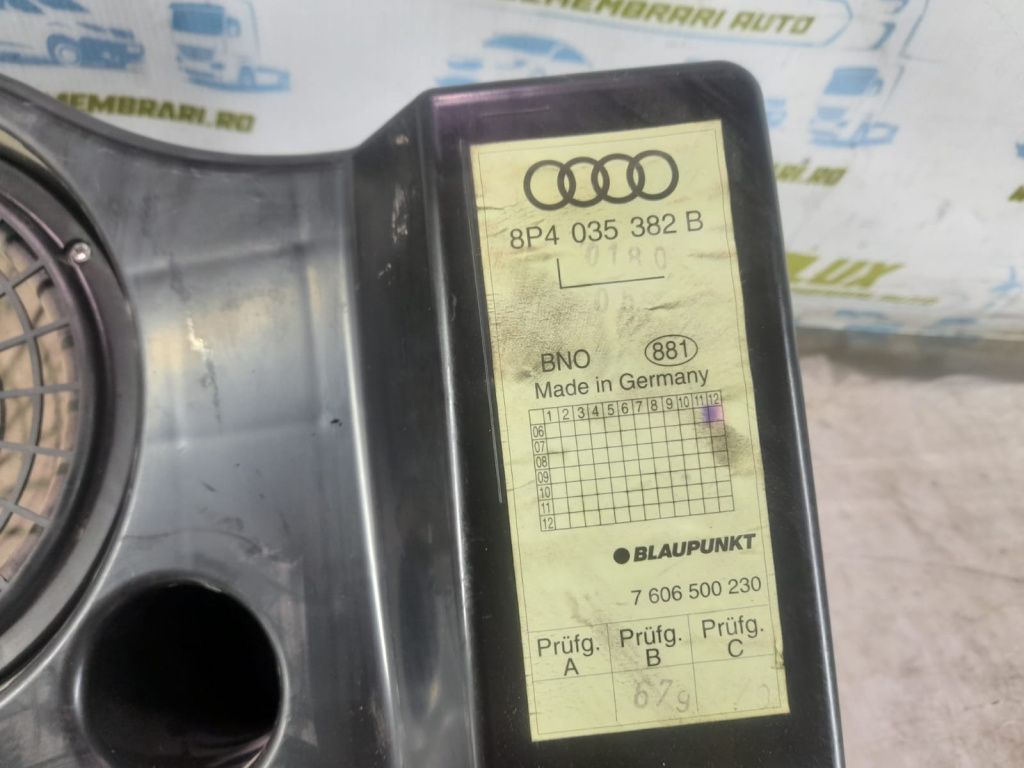 EMEMBRARI AUTO
MEMBRARI.RO
8P4 035 382 B
0180
BNO 881
Made in Germany
1 2 3 4 5 6 7 8 9 10 11 12
06
07
08
09
10
11
12
BLAUPUNKT
7 606 500 230
Prüfg. A Prüfg. B Prüfg. C
679